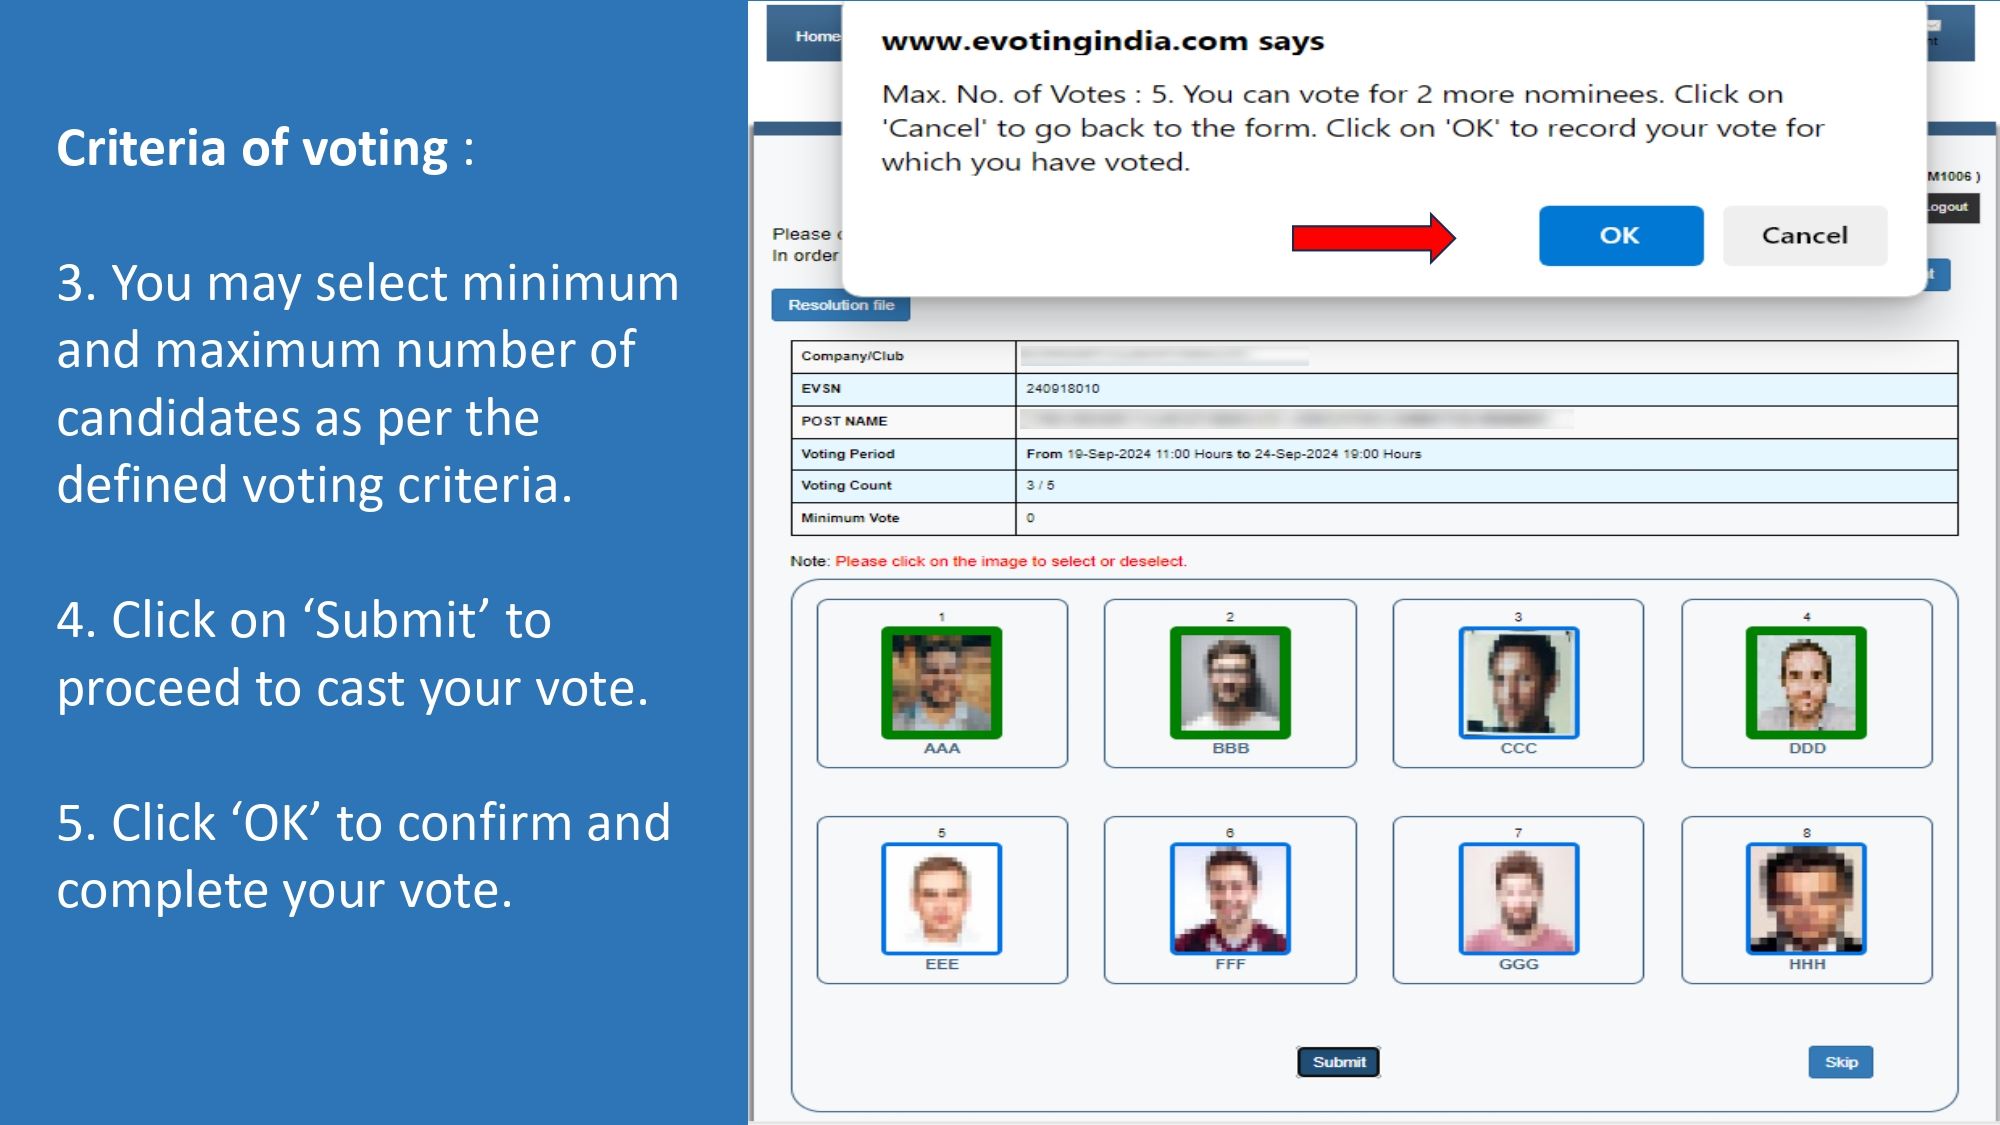 Criteria of voting :
3. You may select minimum
and maximum number of
candidates as per the
defined voting criteria.
4. Click on ‘Submit’ to
proceed to cast your vote.
5. Click ‘OK’ to confirm and
complete your vote.
Home
www.evotingindia.com says
Max. No. of Votes : 5. You can vote for 2 more nominees. Click on
'Cancel' to go back to the form. Click on 'OK' to record your vote for
which you have voted.
OK Cancel
M1006 )
Logout
Please
In order
Resolution file
Company/Club
EVSN 240918010
POST NAME
Voting Period From 19-Sep-2024 11:00 Hours to 24-Sep-2024 19:00 Hours
Voting Count 3 / 5
Minimum Vote 0
Note: Please click on the image to select or deselect.
1 2 3 4
AAA BBB CCC DDD
5 6 7 8
EEE FFF GGG HHH
Submit Skip